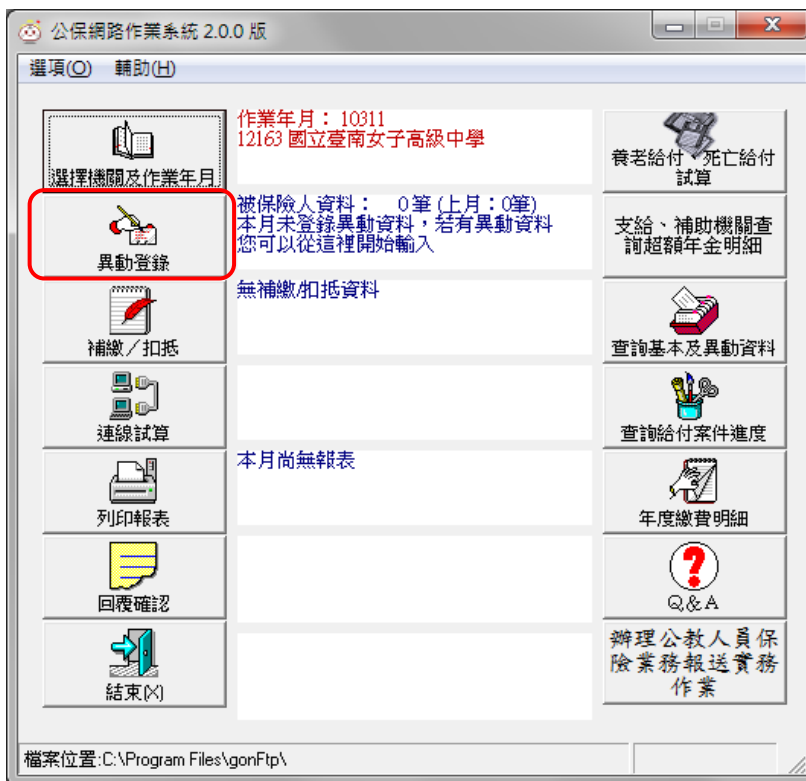 公保網路作業系統 2.0.0 版
選項(O) 輔助(H)
選擇機關及作業年月
作業年月： 10311
12163 國立臺南女子高級中學
養老給付、死亡給付
試算
異動登錄
被保險人資料： 0筆 (上月：0筆)
本月未登錄異動資料，若有異動資料
您可以從這裡開始輸入
支給、補助機關查
詢超額年金明細
補繳／扣抵
無補繳/扣抵資料
查詢基本及異動資料
連線試算
查詢給付案件進度
列印報表
本月尚無報表
年度繳費明細
回覆確認
Q & A
結束(X)
辦理公教人員保
險業務報送實務
作業
檔案位置:C:\Program Files\gonFtp\